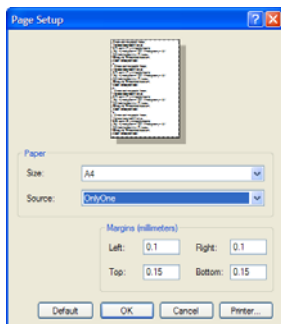 Page Setup
Paper
Size: A4
Source: OnlyOne
Margins (millimeters)
Left: 0.1 Right: 0.1
Top: 0.15 Bottom: 0.15
Default OK Cancel Printer...